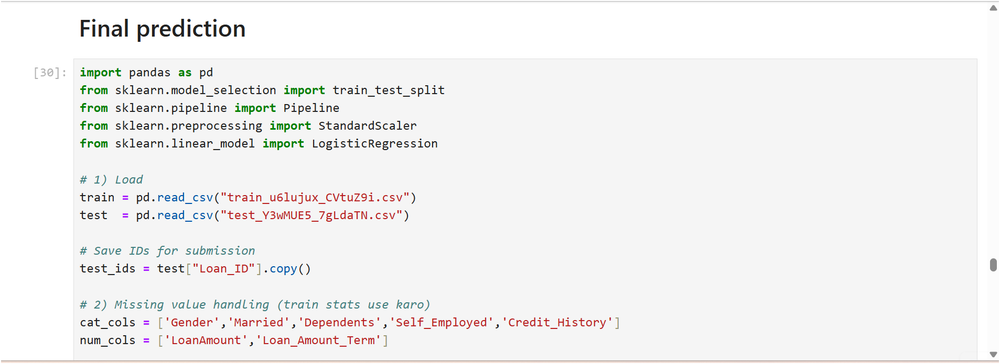 Final prediction
[30]:
import pandas as pd
from sklearn.model_selection import train_test_split
from sklearn.pipeline import Pipeline
from sklearn.preprocessing import StandardScaler
from sklearn.linear_model import LogisticRegression
# 1) Load
train = pd.read_csv("train_u6lujux_CVtuZ9i.csv")
test  = pd.read_csv("test_Y3wMUE5_7gLdaTN.csv")
# Save IDs for submission
test_ids = test["Loan_ID"].copy()
# 2) Missing value handling (train stats use karo)
cat_cols = ['Gender','Married','Dependents','Self_Employed','Credit_History']
num_cols = ['LoanAmount','Loan_Amount_Term']